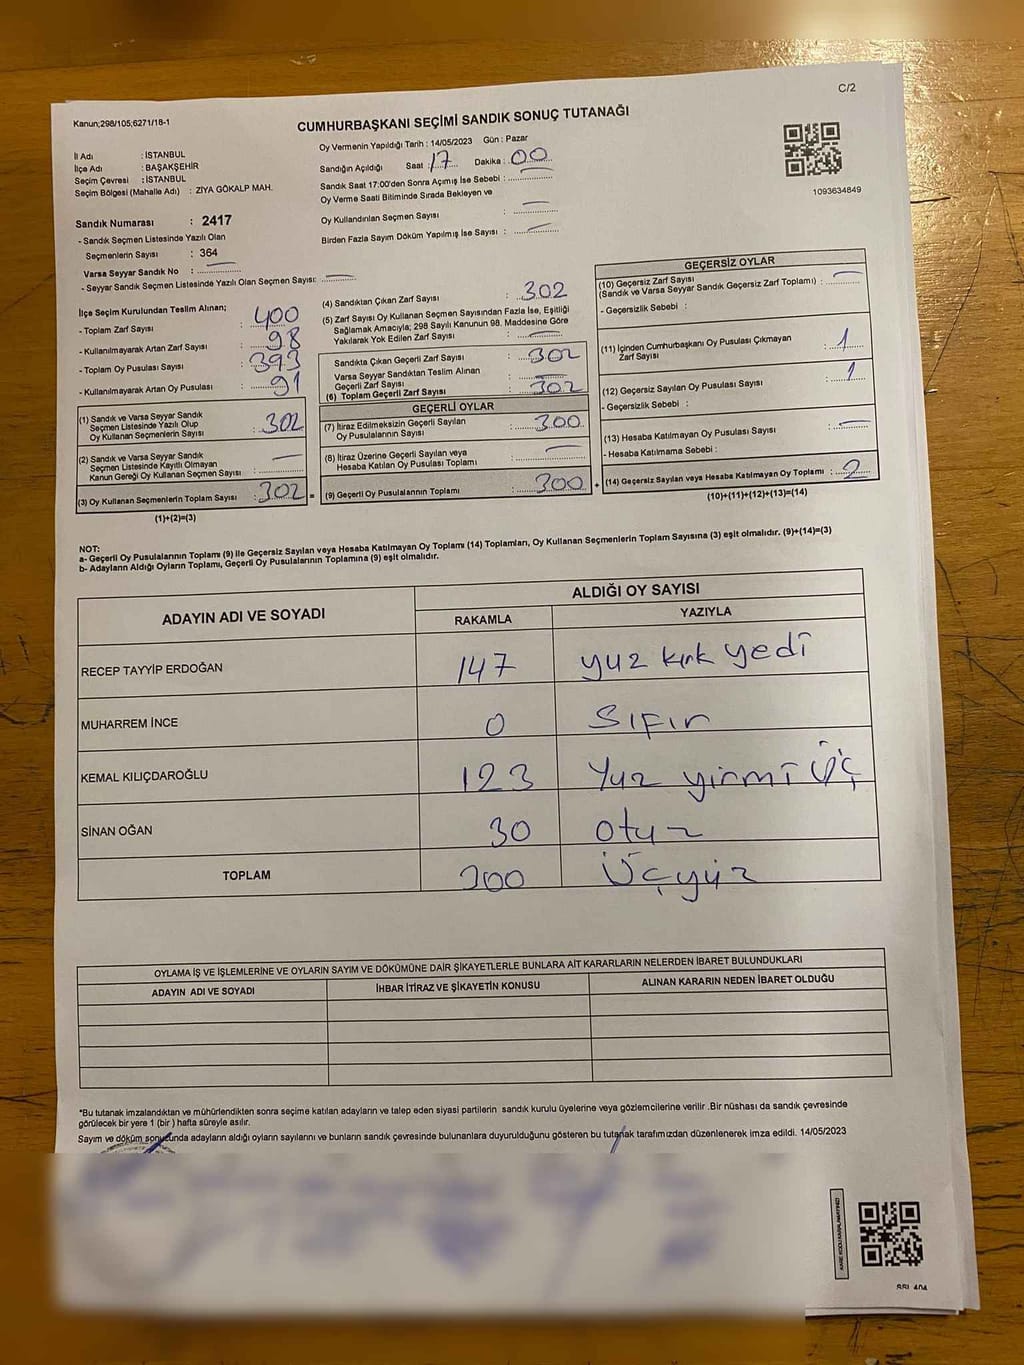 C/2
Kanun;298/105;6271/18-1
CUMHURBAŞKANI SEÇİMİ SANDIK SONUÇ TUTANAĞI
İl Adı : İSTANBUL
İlçe Adı : BAŞAKŞEHİR
Seçim Çevresi : İSTANBUL
Seçim Bölgesi (Mahalle Adı) : ZİYA GÖKALP MAH.
Oy Vermenin Yapıldığı Tarih : 14/05/2023 Gün : Pazar
Sandığın Açıldığı Saat : 17 Dakika : 00
Sandık Saat 17:00'den Sonra Açımış İse Sebebi :
Oy Verme Saati Bitiminde Sırada Bekleyen ve
Oy Kullandırılan Seçmen Sayısı :
Birden Fazla Sayım Döküm Yapılmış İse Sayısı :
1093634849
Sandık Numarası : 2417
- Sandık Seçmen Listesinde Yazılı Olan
Seçmenlerin Sayısı : 364
Varsa Seyyar Sandık No :
- Seyyar Sandık Seçmen Listesinde Yazılı Olan Seçmen Sayısı:
İlçe Seçim Kurulundan Teslim Alınan;
- Toplam Zarf Sayısı : 400
- Kullanılmayarak Artan Zarf Sayısı : 98
- Toplam Oy Pusulası Sayısı : 393
- Kullanılmayarak Artan Oy Pusulası : 91
(1) Sandık ve Varsa Seyyar Sandık
Seçmen Listesinde Yazılı Olup
Oy Kullanan Seçmenlerin Sayısı : 302
(2) Sandık ve Varsa Seyyar Sandık
Seçmen Listesinde Kayıtlı Olmayan
Kanun Gereği Oy Kullanan Seçmen Sayısı :
(3) Oy Kullanan Seçmenlerin Toplam Sayısı : 302 =
(1)+(2)=(3)
(4) Sandıktan Çıkan Zarf Sayısı : 302
(5) Zarf Sayısı Oy Kullanan Seçmen Sayısından Fazla İse, Eşitliği
Sağlamak Amacıyla; 298 Sayılı Kanunun 98. Maddesine Göre
Yakılarak Yok Edilen Zarf Sayısı :
Sandıkta Çıkan Geçerli Zarf Sayısı : 302
Varsa Seyyar Sandıktan Teslim Alınan
Geçerli Zarf Sayısı :
(6) Toplam Geçerli Zarf Sayısı : 302
GEÇERLİ OYLAR
(7) İtiraz Edilmeksizin Geçerli Sayılan
Oy Pusulalarının Sayısı : 300
(8) İtiraz Üzerine Geçerli Sayılan veya
Hesaba Katılan Oy Pusulası Toplamı :
(9) Geçerli Oy Pusulalarının Toplamı : 300 +
GEÇERSİZ OYLAR
(10) Geçersiz Zarf Sayısı
(Sandık ve Varsa Seyyar Sandık Geçersiz Zarf Toplamı) :
- Geçersizlik Sebebi :
(11) İçinden Cumhurbaşkanı Oy Pusulası Çıkmayan
Zarf Sayısı : 1
(12) Geçersiz Sayılan Oy Pusulası Sayısı : 1
- Geçersizlik Sebebi :
(13) Hesaba Katılmayan Oy Pusulası Sayısı :
- Hesaba Katılmama Sebebi :
(14) Geçersiz Sayılan veya Hesaba Katılmayan Oy Toplamı : 2
(10)+(11)+(12)+(13)=(14)
NOT:
a- Geçerli Oy Pusulalarının Toplamı (9) ile Geçersiz Sayılan veya Hesaba Katılmayan Oy Toplamı (14) Toplamları, Oy Kullanan Seçmenlerin Toplam Sayısına (3) eşit olmalıdır. (9)+(14)=(3)
b- Adayların Aldığı Oyların Toplamı, Geçerli Oy Pusulalarının Toplamına (9) eşit olmalıdır.
ADAYIN ADI VE SOYADI ALDIĞI OY SAYISI
RAKAMLA YAZIYLA
RECEP TAYYİP ERDOĞAN 147 yuz kırk yedi
MUHARREM İNCE 0 Sıfır
KEMAL KILIÇDAROĞLU 123 Yuz yirmi Üç
SİNAN OĞAN 30 otuz
TOPLAM 300 Üçyüz
OYLAMA İŞ VE İŞLEMLERİNE VE OYLARIN SAYIM VE DÖKÜMÜNE DAİR ŞİKAYETLERLE BUNLARA AİT KARARLARIN NELERDEN İBARET BULUNDUKLARI
ADAYIN ADI VE SOYADI İHBAR İTİRAZ VE ŞİKAYETİN KONUSU ALINAN KARARIN NEDEN İBARET OLDUĞU
*Bu tutanak imzalandıktan ve mühürlendikten sonra seçime katılan adayların ve talep eden siyasi partilerin sandık kurulu üyelerine veya gözlemcilerine verilir .Bir nüshası da sandık çevresinde
görülecek bir yere 1 (bir ) hafta süreyle asılır.
Sayım ve döküm sonucunda adayların aldığı oyların sayılarını ve bunların sandık çevresinde bulunanlara duyurulduğunu gösteren bu tutanak tarafımızdan düzenlenerek imza edildi. 14/05/2023